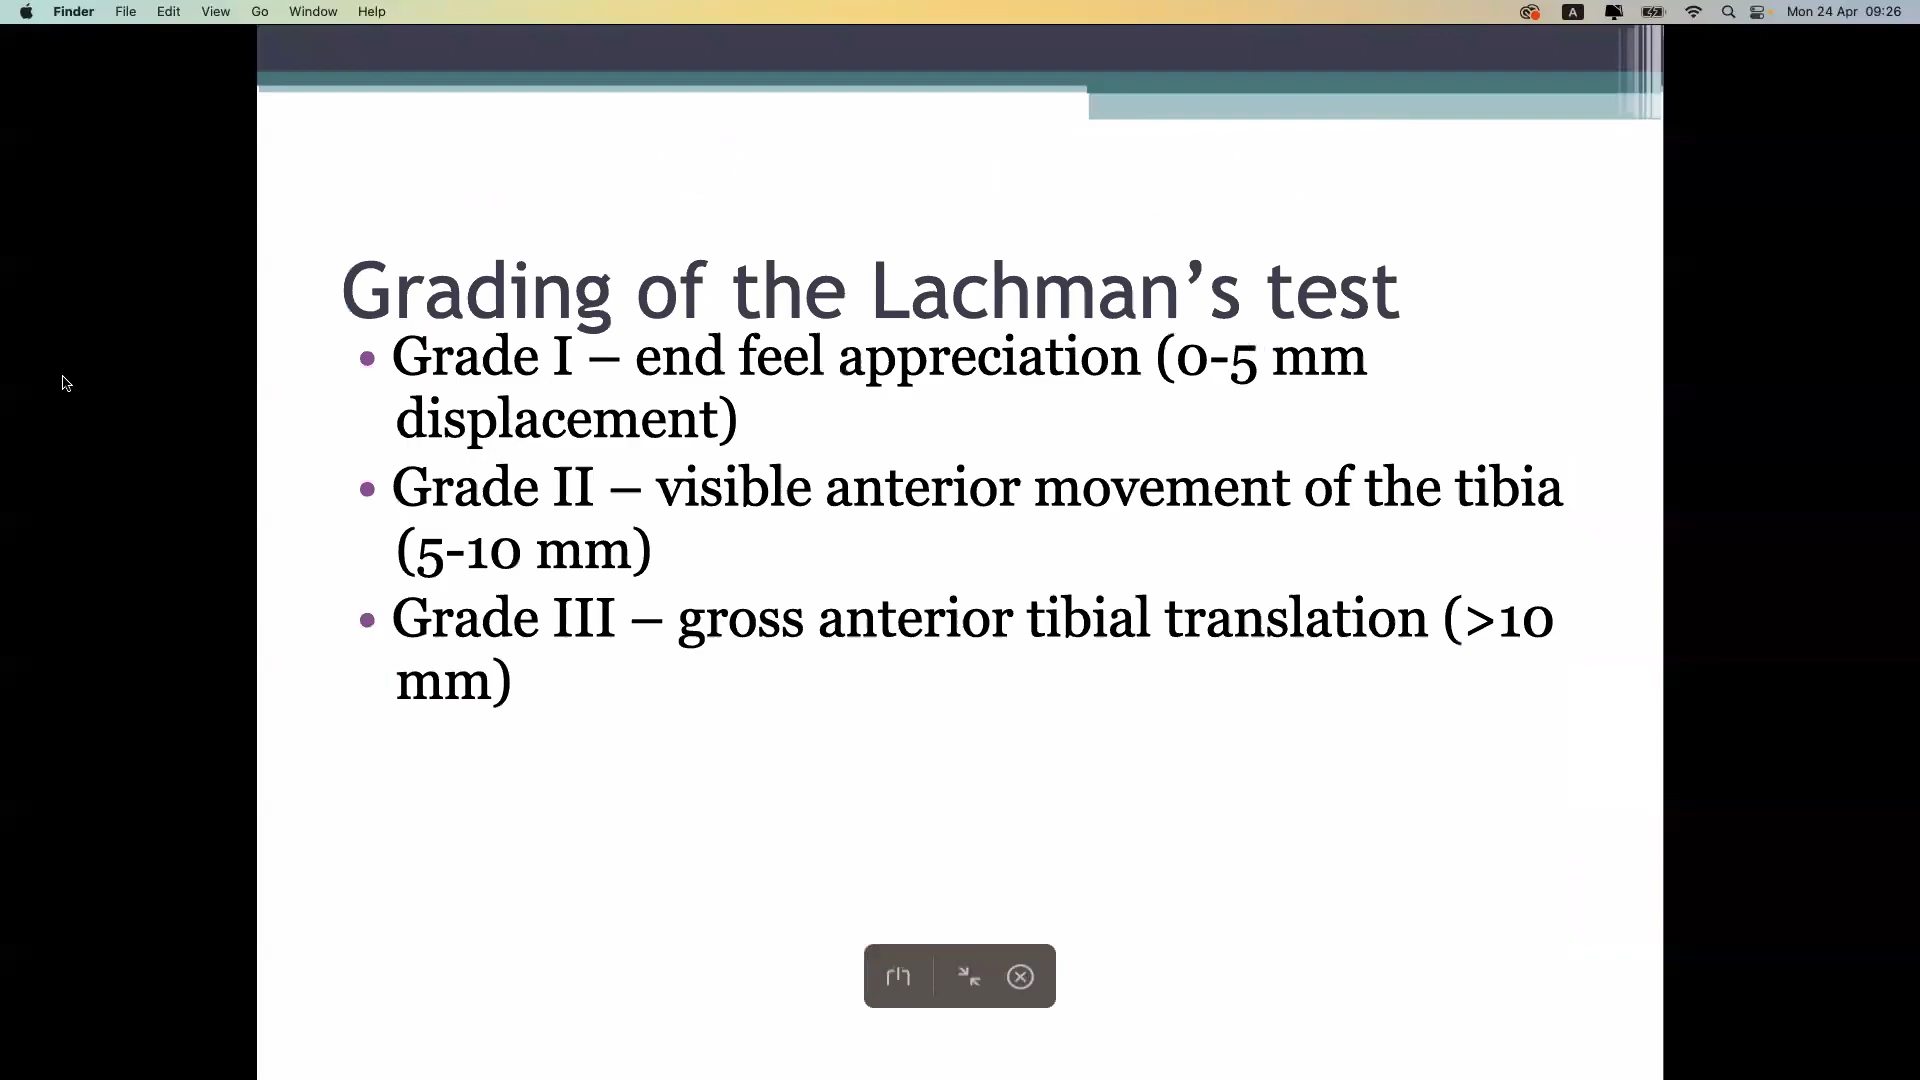 Finder File Edit View Go Window Help
A
Mon 24 Apr 09:26
Grading of the Lachman’s test
• Grade I – end feel appreciation (0-5 mm
displacement)
• Grade II – visible anterior movement of the tibia
(5-10 mm)
• Grade III – gross anterior tibial translation (>10
mm)